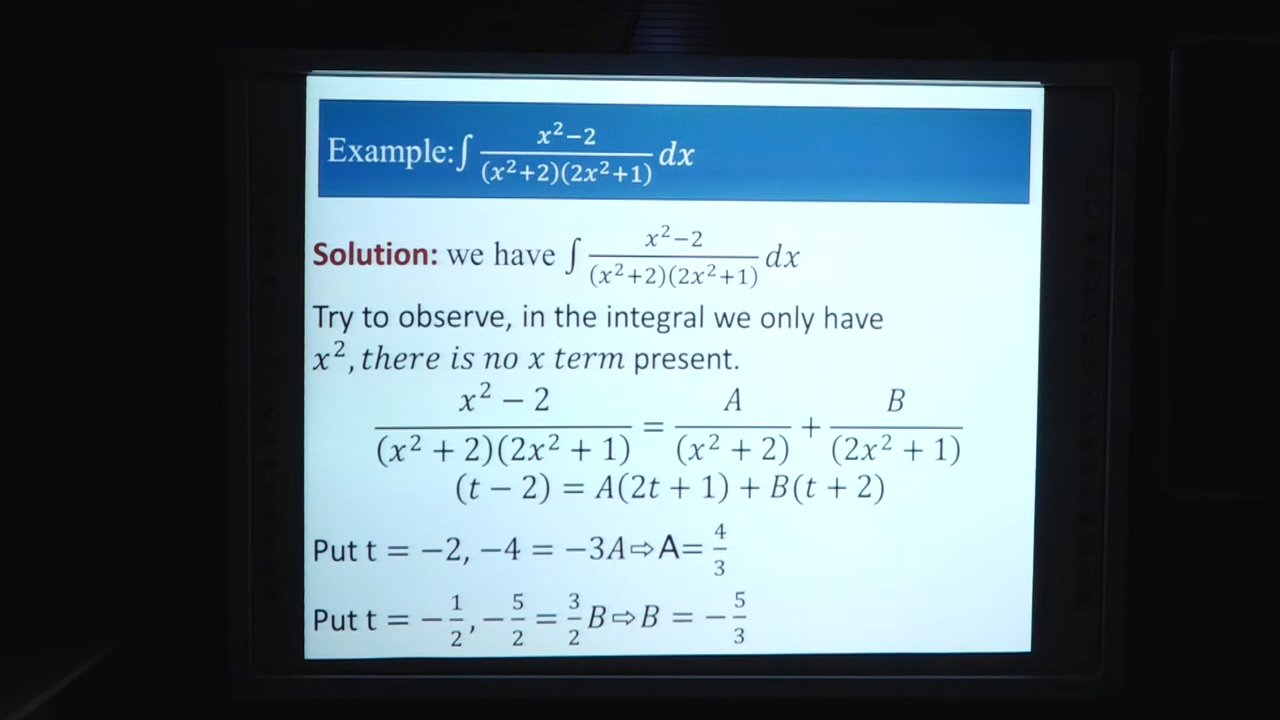 Example: ∫ x²−2 / (x²+2)(2x²+1) dx
Solution: we have ∫ x²−2 / (x²+2)(2x²+1) dx
Try to observe, in the integral we only have
x², there is no x term present.
x² − 2 / (x² + 2)(2x² + 1) = A / (x² + 2) + B / (2x² + 1)
(t − 2) = A(2t + 1) + B(t + 2)
Put t = −2, −4 = −3A⇨A= 4/3
Put t = − 1/2, − 5/2 = 3/2 B⇨B = − 5/3